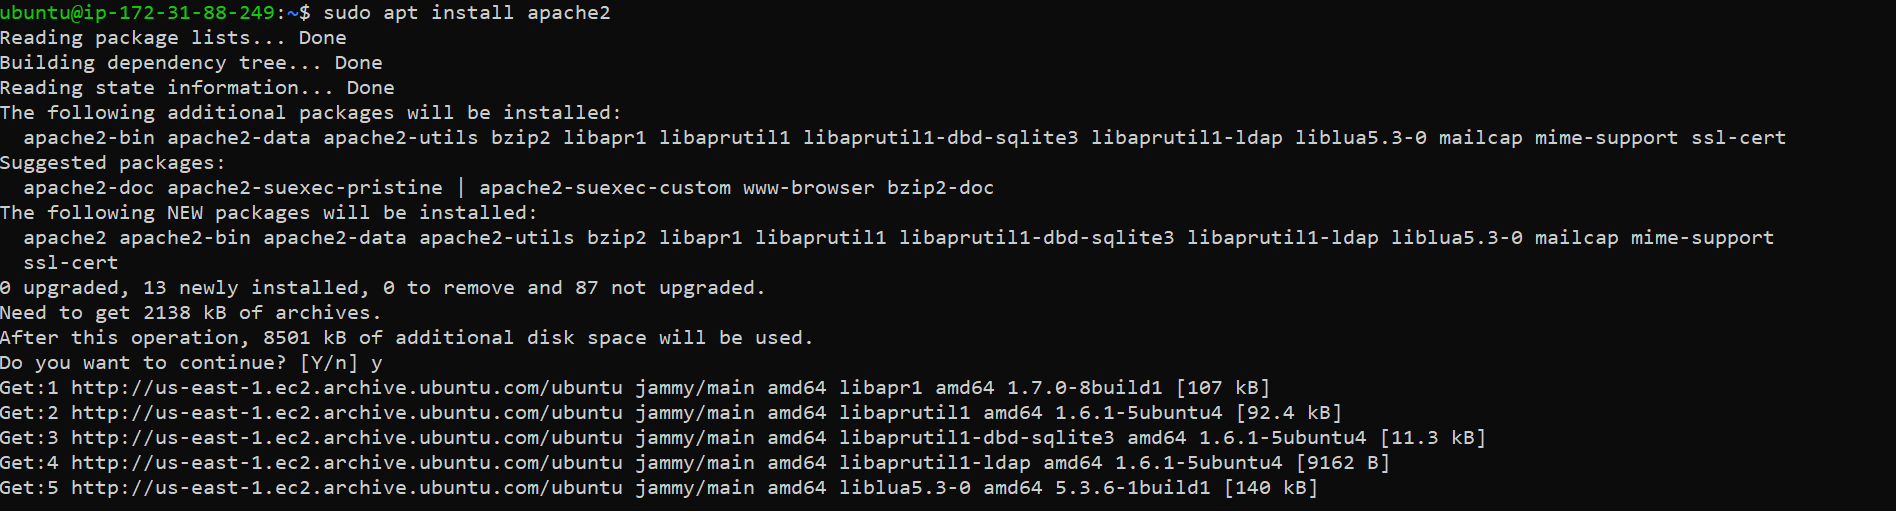 ubuntu@ip-172-31-88-249:~$ sudo apt install apache2
Reading package lists... Done
Building dependency tree... Done
Reading state information... Done
The following additional packages will be installed:
  apache2-bin apache2-data apache2-utils bzip2 libapr1 libaprutil1 libaprutil1-dbd-sqlite3 libaprutil1-ldap liblua5.3-0 mailcap mime-support ssl-cert
Suggested packages:
  apache2-doc apache2-suexec-pristine | apache2-suexec-custom www-browser bzip2-doc
The following NEW packages will be installed:
  apache2 apache2-bin apache2-data apache2-utils bzip2 libapr1 libaprutil1 libaprutil1-dbd-sqlite3 libaprutil1-ldap liblua5.3-0 mailcap mime-support
  ssl-cert
0 upgraded, 13 newly installed, 0 to remove and 87 not upgraded.
Need to get 2138 kB of archives.
After this operation, 8501 kB of additional disk space will be used.
Do you want to continue? [Y/n] y
Get:1 http://us-east-1.ec2.archive.ubuntu.com/ubuntu jammy/main amd64 libapr1 amd64 1.7.0-8build1 [107 kB]
Get:2 http://us-east-1.ec2.archive.ubuntu.com/ubuntu jammy/main amd64 libaprutil1 amd64 1.6.1-5ubuntu4 [92.4 kB]
Get:3 http://us-east-1.ec2.archive.ubuntu.com/ubuntu jammy/main amd64 libaprutil1-dbd-sqlite3 amd64 1.6.1-5ubuntu4 [11.3 kB]
Get:4 http://us-east-1.ec2.archive.ubuntu.com/ubuntu jammy/main amd64 libaprutil1-ldap amd64 1.6.1-5ubuntu4 [9162 B]
Get:5 http://us-east-1.ec2.archive.ubuntu.com/ubuntu jammy/main amd64 liblua5.3-0 amd64 5.3.6-1build1 [140 kB]